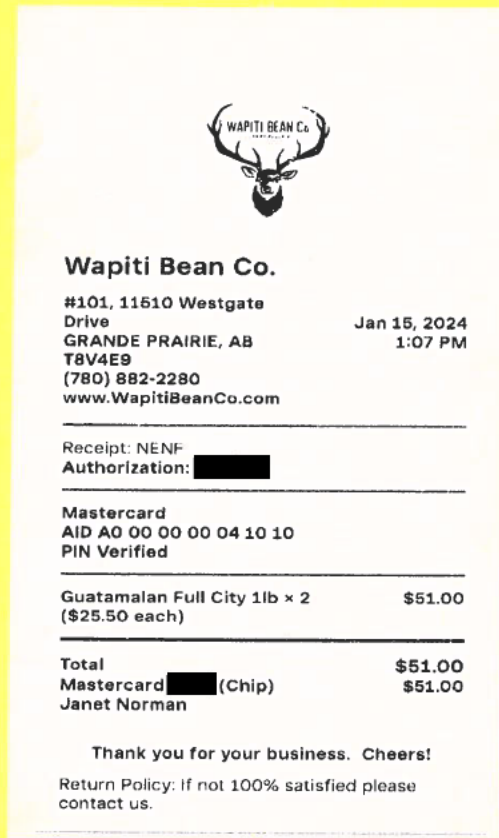 WAPITI BEAN Co
Wapiti Bean Co.
#101, 11510 Westgate
Drive
GRANDE PRAIRIE, AB
T8V4E9
(780) 882-2280
www.WapitiBeanCo.com
Jan 15, 2024
1:07 PM
Receipt: NENF
Authorization:
Mastercard
AID A0 00 00 00 04 10 10
PIN Verified
Guatamalan Full City 1lb × 2 $51.00
($25.50 each)
Total $51.00
Mastercard (Chip) $51.00
Janet Norman
Thank you for your business. Cheers!
Return Policy: If not 100% satisfied please
contact us.